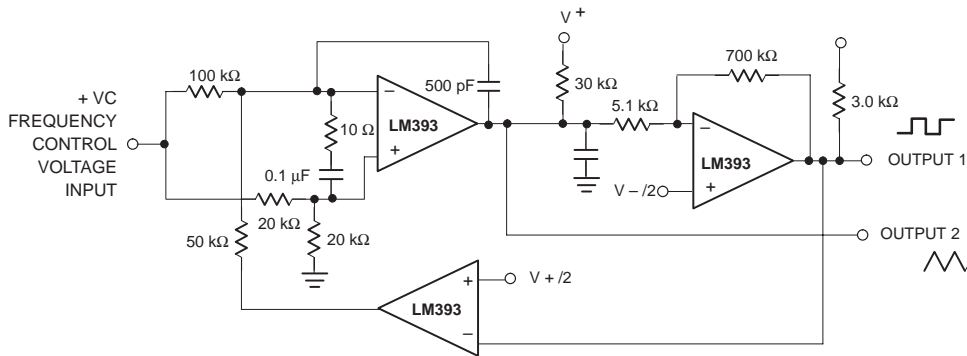 V +
100 kΩ
500 pF
700 kΩ
30 kΩ
5.1 kΩ
3.0 kΩ
+ VC
FREQUENCY
CONTROL
VOLTAGE
INPUT
−
+
LM393
10 Ω
0.1 µF
20 kΩ
20 kΩ
50 kΩ
−
+
LM393
V − /2
OUTPUT 1
OUTPUT 2
+
−
LM393
V + /2